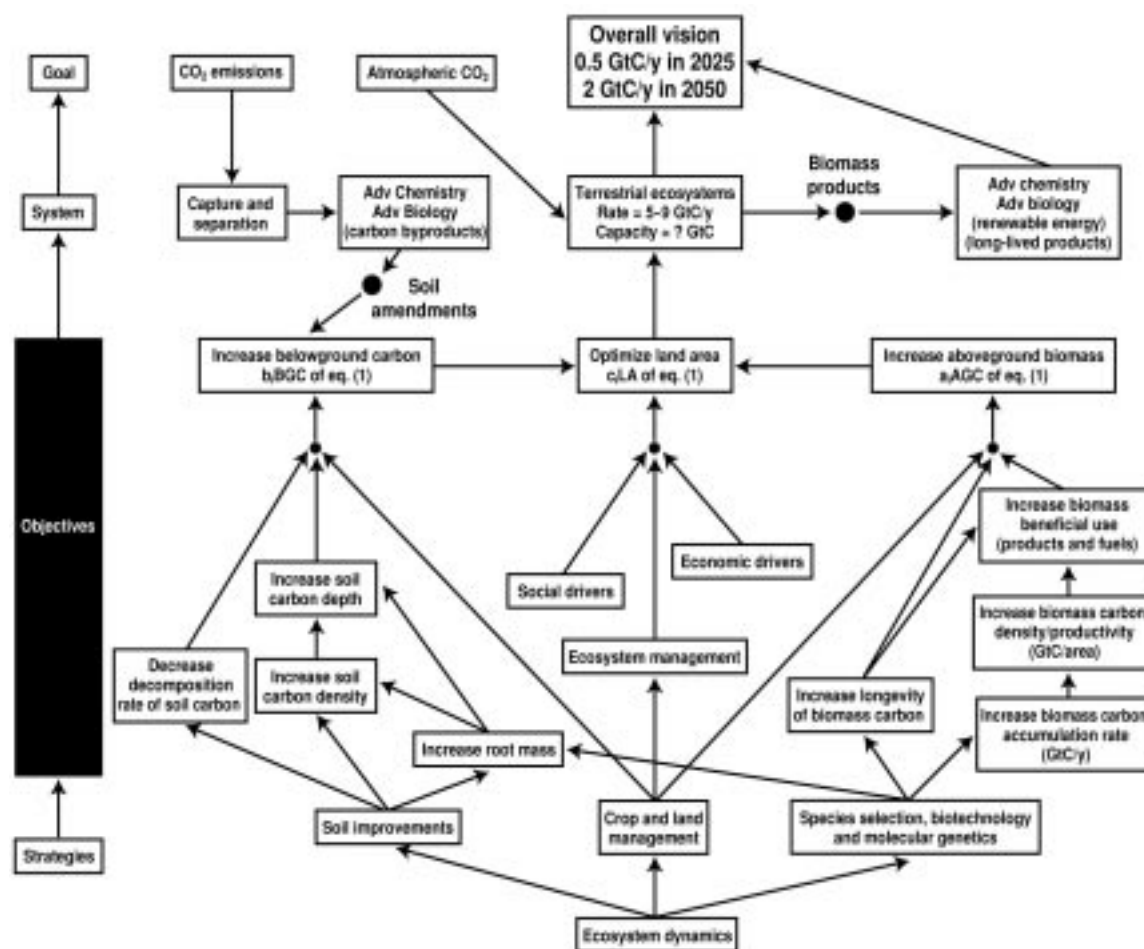 Overall vision
0.5 GtC/y in 2025
2 GtC/y in 2050
Goal
CO₂ emissions
Atmospheric CO₂
System
Capture and
separation
Adv Chemistry
Adv Biology
(carbon byproducts)
Terrestrial ecosystems
Rate = 5-9 GtC/y
Capacity = ? GtC
Biomass
products
Adv chemistry
Adv biology
(renewable energy)
(long-lived products)
Soil
amendments
Increase belowground carbon
bᵢBGC of eq. (1)
Optimize land area
cᵢLA of eq. (1)
Increase aboveground biomass
aᵢAGC of eq. (1)
Objectives
Increase biomass
beneficial use
(products and fuels)
Economic drivers
Social drivers
Increase soil
carbon depth
Increase biomass carbon
density/productivity
(GtC/area)
Decrease
decomposition
rate of soil carbon
Increase soil
carbon density
Ecosystem management
Increase longevity
of biomass carbon
Increase root mass
Increase biomass carbon
accumulation rate
(GtC/y)
Strategies
Soil improvements
Crop and land
management
Species selection, biotechnology
and molecular genetics
Ecosystem dynamics